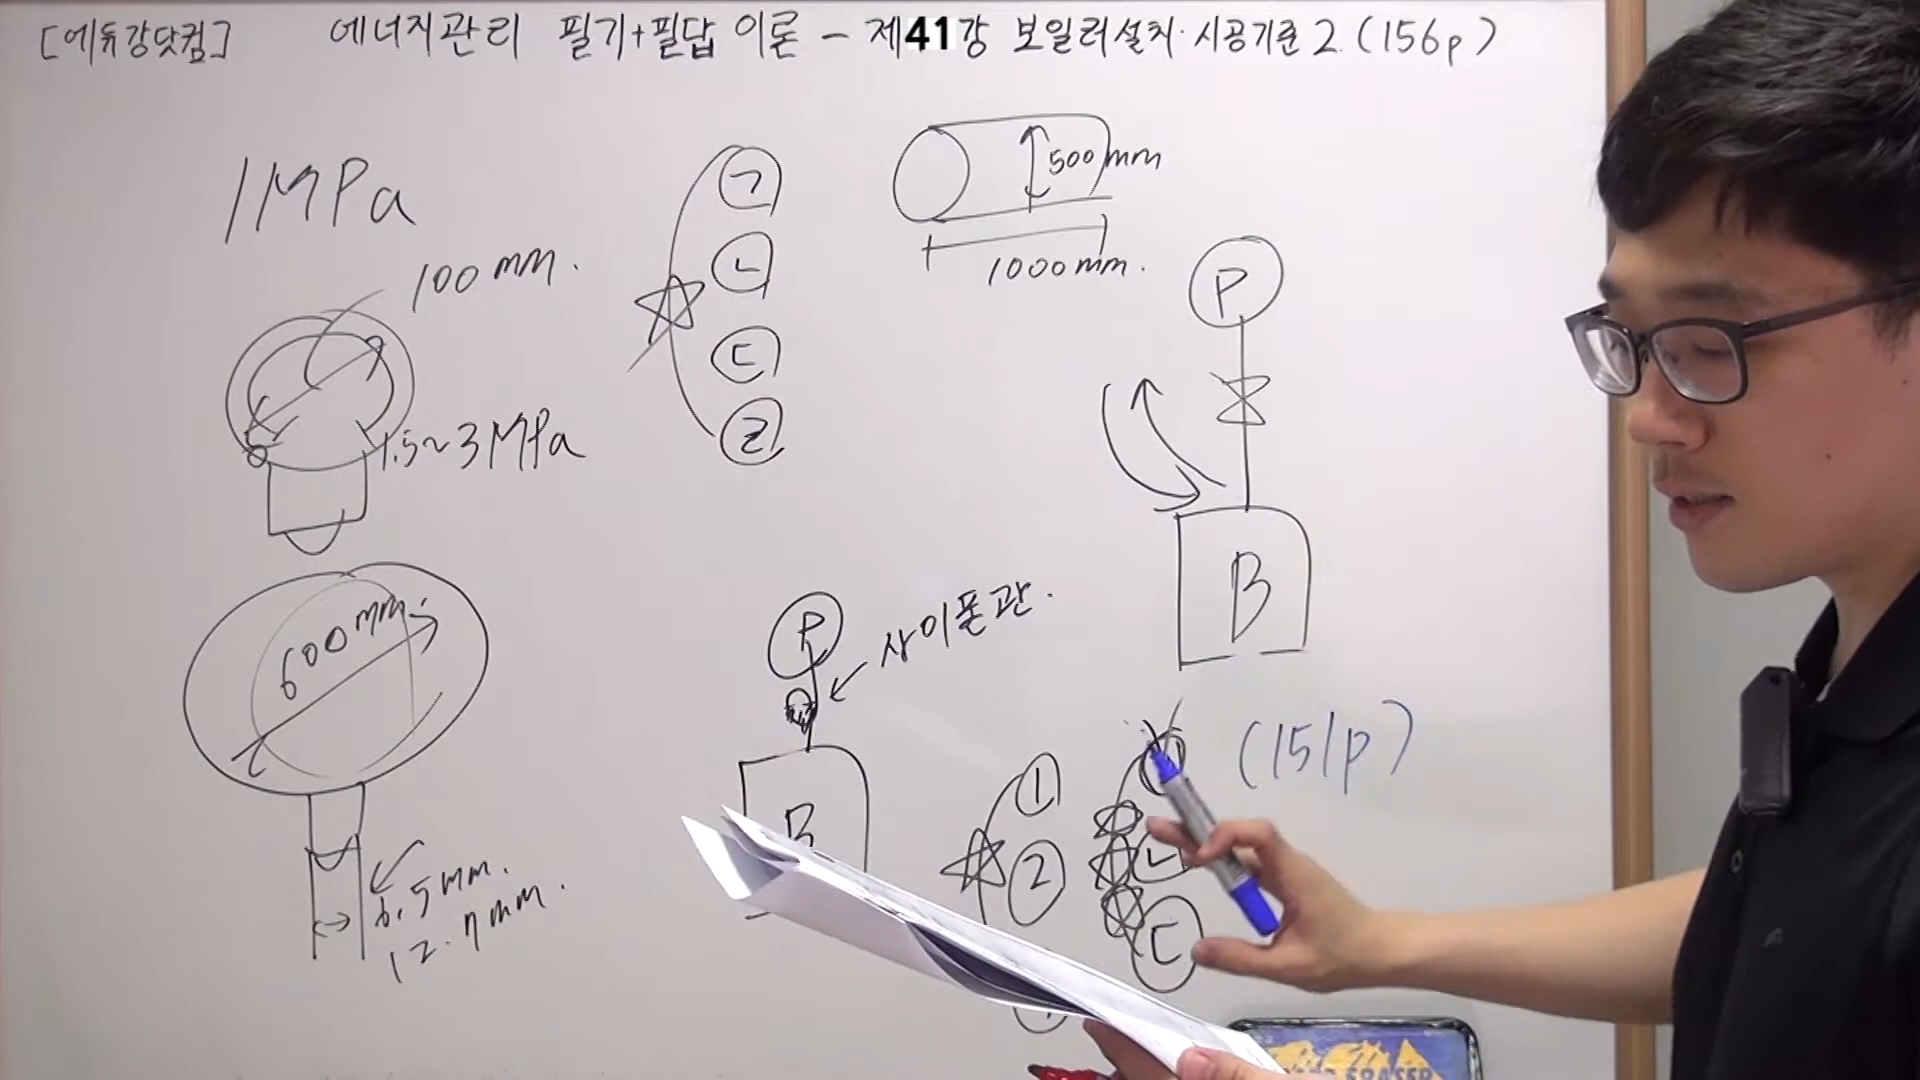 [에듀강닷컴] 에너지관리 필기+필답 이론 - 제41강 보일러설치·시공기준 2. (156p)
1MPa
100mm.
1.5~3MPa
600mm.
6.5mm.
12.7mm.
ㄱ
ㄴ
ㄷ
ㄹ
500mm
1000mm.
P
B
P
사이폰관.
B
1
2
ㄴ
ㄷ
(151p)